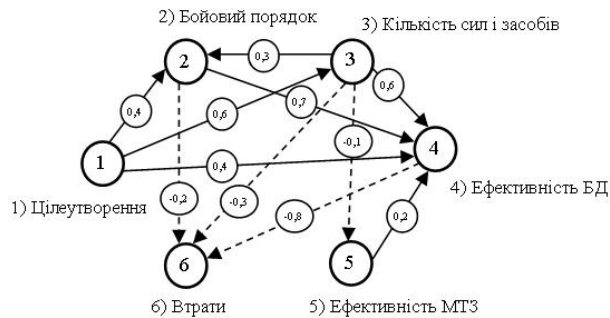 2) Бойовий порядок
3) Кількість сил і засобів
2
0,3
3
0,4
0,6
0,7
0,6
-0,1
1
0,4
4
1) Цілеутворення
-0,2
-0,3
-0,8
0,2
4) Ефективність БД
6
5
6) Втрати
5) Ефективність МТЗ